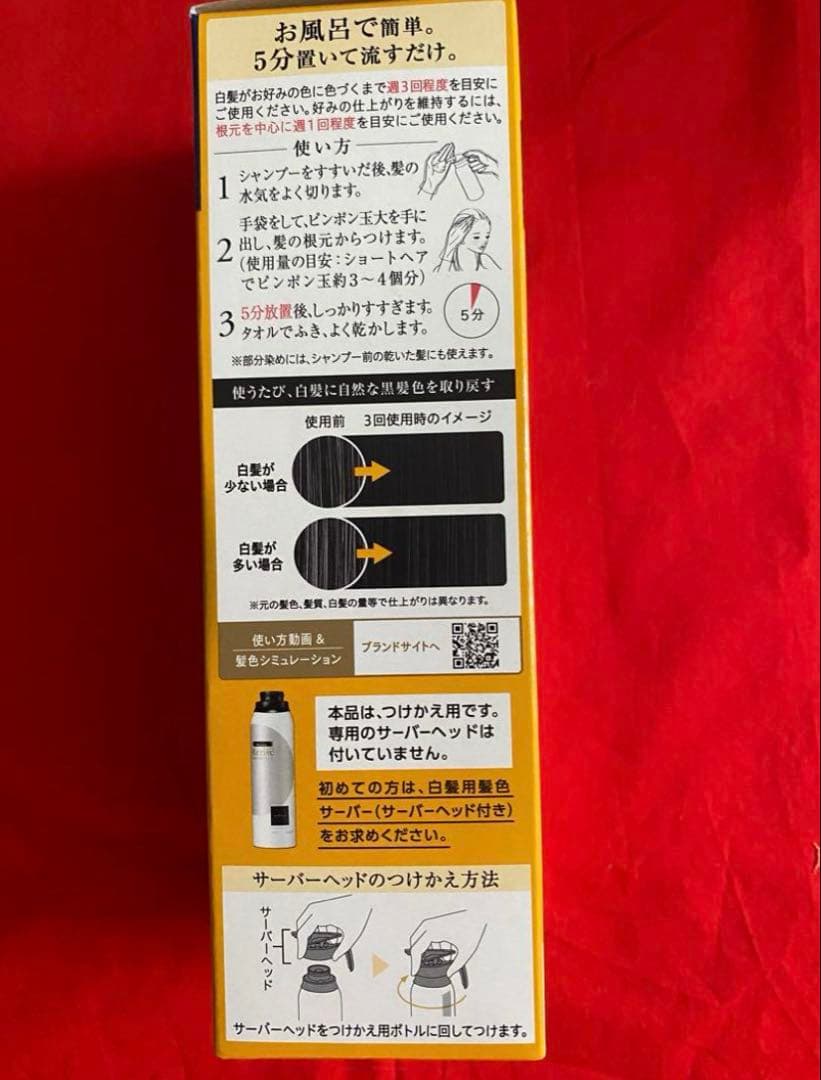 お風呂で簡単。
5分置いて流すだけ。
白髪がお好みの色に色づくまで週3回程度を目安に
ご使用ください。好みの仕上がりを維持するには、
根元を中心に週1回程度を目安にご使用ください。
使い方
1 シャンプーをすすいだ後、髪の
水気をよく切ります。
2 手袋をして、ピンポン玉大を手に
出し、髪の根元からつけます。
(使用量の目安:ショートヘア
でピンポン玉約3〜4個分)
3 5分放置後、しっかりすすぎます。
タオルでふき、よく乾かします。
5分
※部分染めには、シャンプー前の乾いた髪にも使えます。
使うたび、白髪に自然な黒髪色を取り戻す
使用前 3回使用時のイメージ
白髪が
少ない場合
白髪が
多い場合
※元の髪色、髪質、白髪の量等で仕上がりは異なります。
使い方動画 &
髪色シミュレーション
ブランドサイトへ
本品は、つけかえ用です。
専用のサーバーヘッドは
付いていません。
初めての方は、白髪用髪色
サーバー(サーバーヘッド付き)
をお求めください。
サーバーヘッドのつけかえ方法
サーバーヘッド
サーバーヘッドをつけかえ用ボトルに回してつけます。